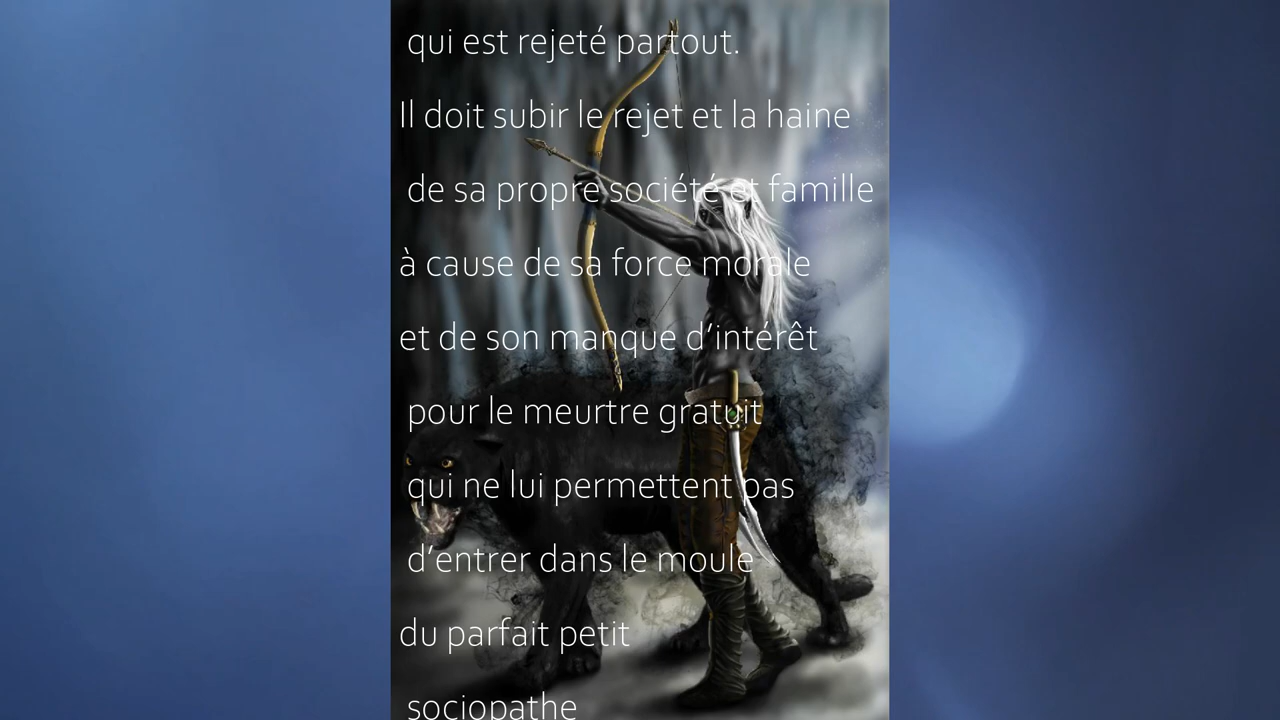 qui est rejeté partout.
Il doit subir le rejet et la haine
de sa propre société et famille
à cause de sa force morale
et de son manque d’intérêt
pour le meurtre gratuit
qui ne lui permettent pas
d’entrer dans le moule
du parfait petit
sociopathe